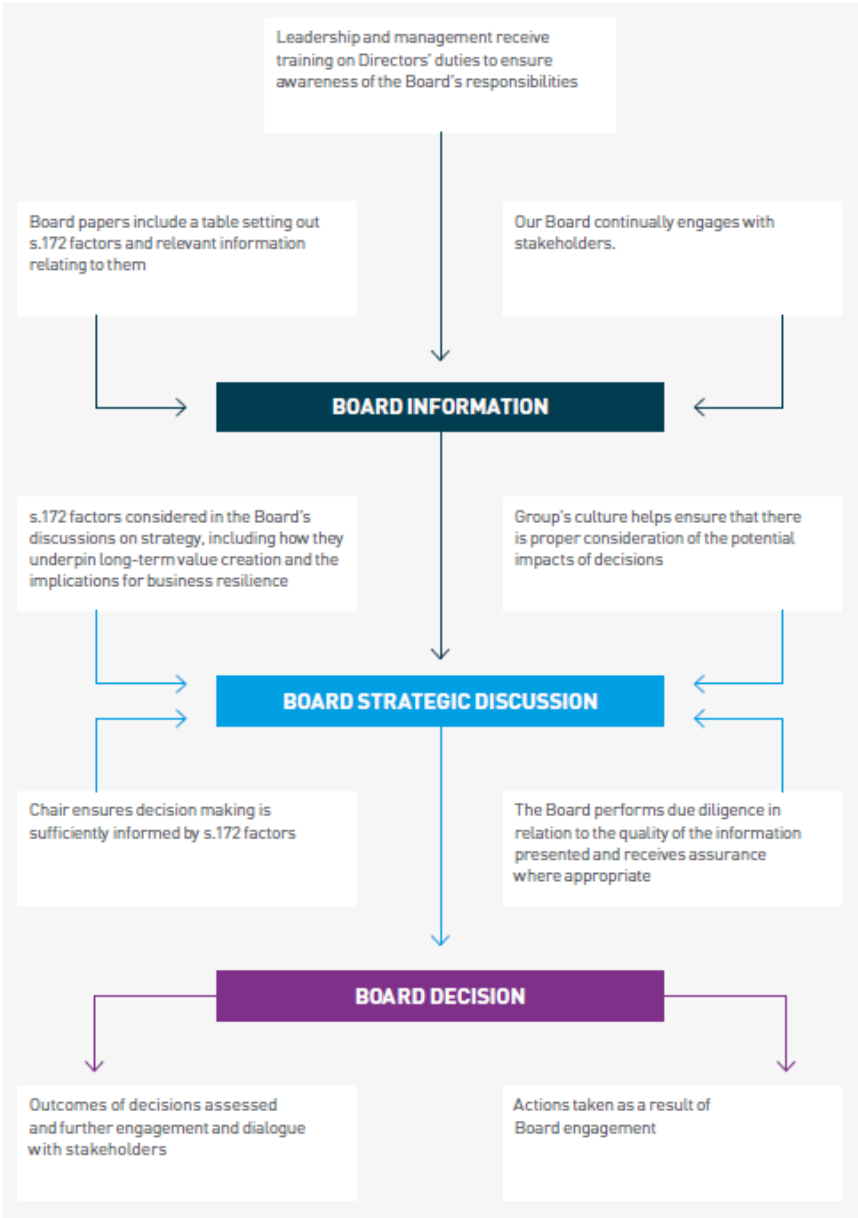 Leadership and management receive
training on Directors’ duties to ensure
awareness of the Board’s responsibilities
Board papers include a table setting out
s.172 factors and relevant information
relating to them
Our Board continually engages with
stakeholders.
BOARD INFORMATION
s.172 factors considered in the Board’s
discussions on strategy, including how they
underpin long-term value creation and the
implications for business resilience
Group’s culture helps ensure that there
is proper consideration of the potential
impacts of decisions
BOARD STRATEGIC DISCUSSION
Chair ensures decision making is
sufficiently informed by s.172 factors
The Board performs due diligence in
relation to the quality of the information
presented and receives assurance
where appropriate
BOARD DECISION
Outcomes of decisions assessed
and further engagement and dialogue
with stakeholders
Actions taken as a result of
Board engagement